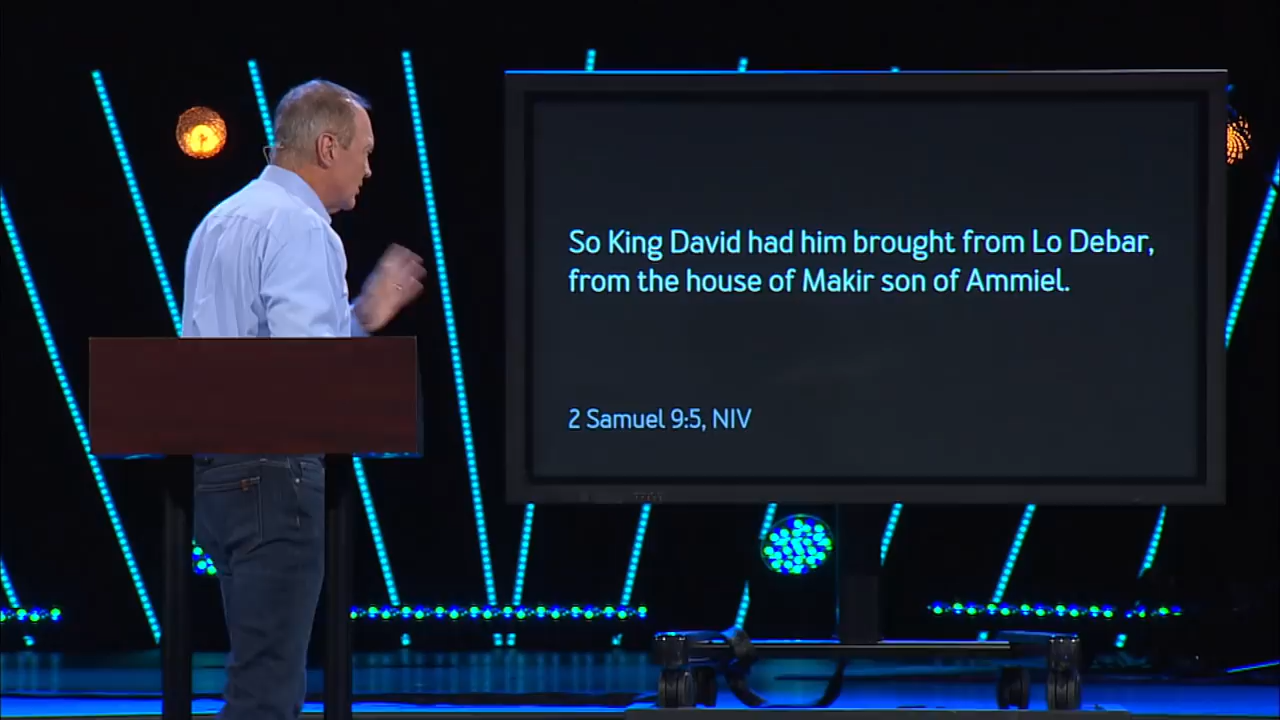 So King David had him brought from Lo Debar,
from the house of Makir son of Ammiel.
2 Samuel 9:5, NIV